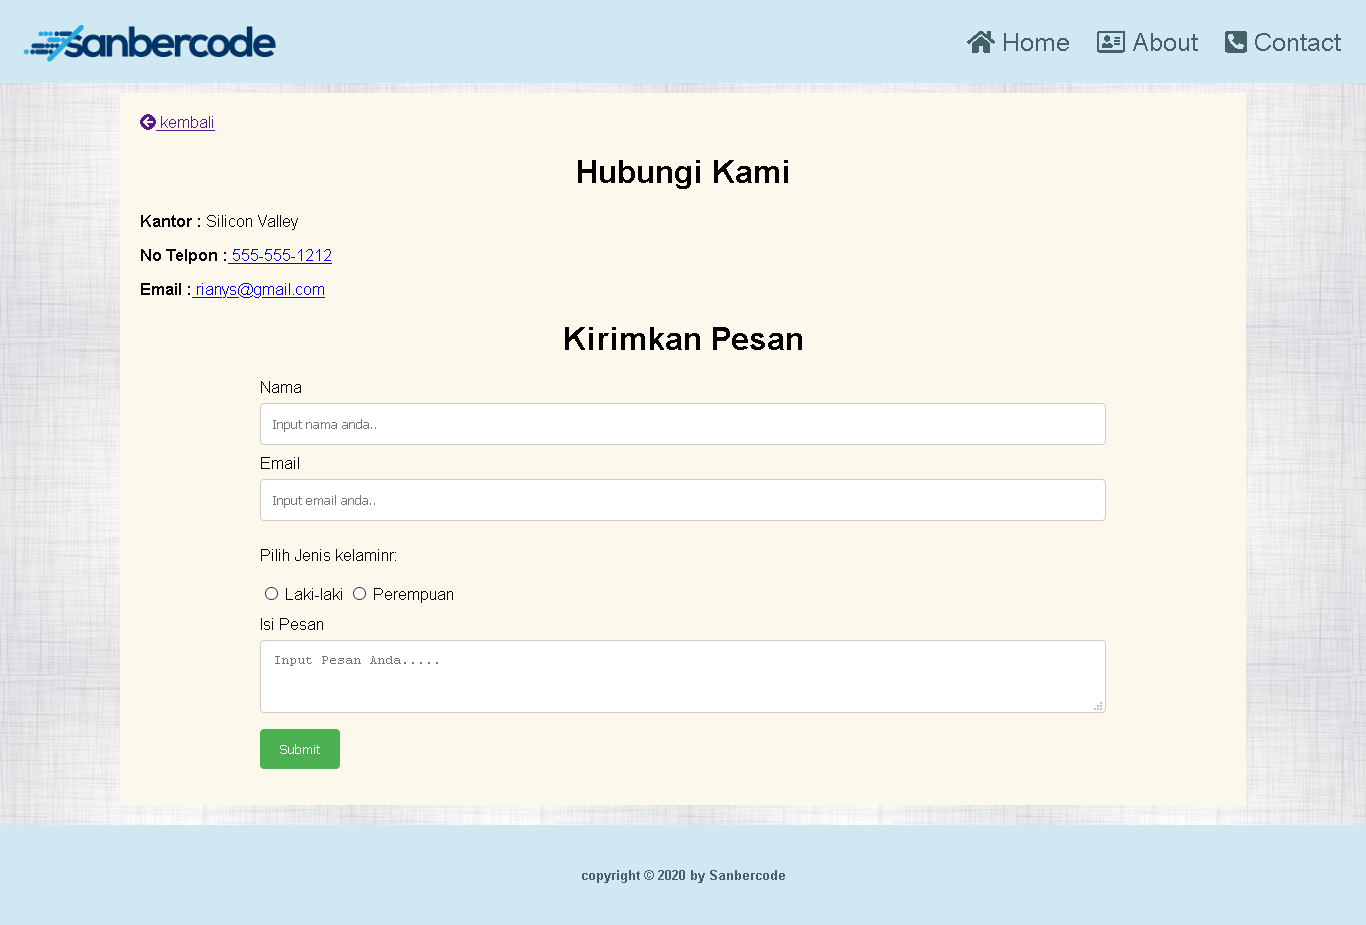 sanbercode
Home About Contact
kembali
Hubungi Kami
Kantor : Silicon Valley
No Telpon : 555-555-1212
Email : rianys@gmail.com
Kirimkan Pesan
Nama
Input nama anda..
Email
Input email anda..
Pilih Jenis kelaminr:
Laki-laki Perempuan
Isi Pesan
Input Pesan Anda.....
Submit
copyright © 2020 by Sanbercode